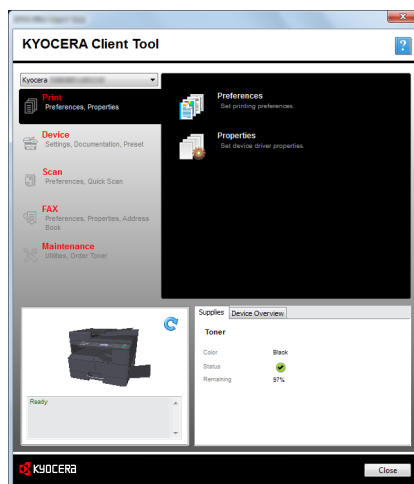 KYOCERA Client Tool
?
Kyocera
Print
Preferences, Properties
Device
Settings, Documentation, Preset
Scan
Preferences, Quick Scan
FAX
Preferences, Properties, Address
Book
Maintenance
Utilities, Order Toner
Preferences
Set printing preferences.
Properties
Set device driver properties.
Ready
Supplies
Device Overview
Toner
Color Black
Status
Remaining 97%
KYOCERA
Close